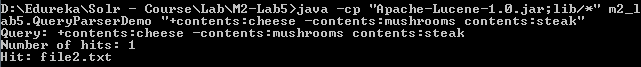 D:\Edureka\Solr - Course\Lab\M2-Lab5>java -cp "Apache-Lucene-1.0.jar;lib/*" m2_l
ab5.QueryParserDemo "+contents:cheese -contents:mushrooms contents:steak"
Query: +contents:cheese -contents:mushrooms contents:steak
Number of hits: 1
Hit: file2.txt